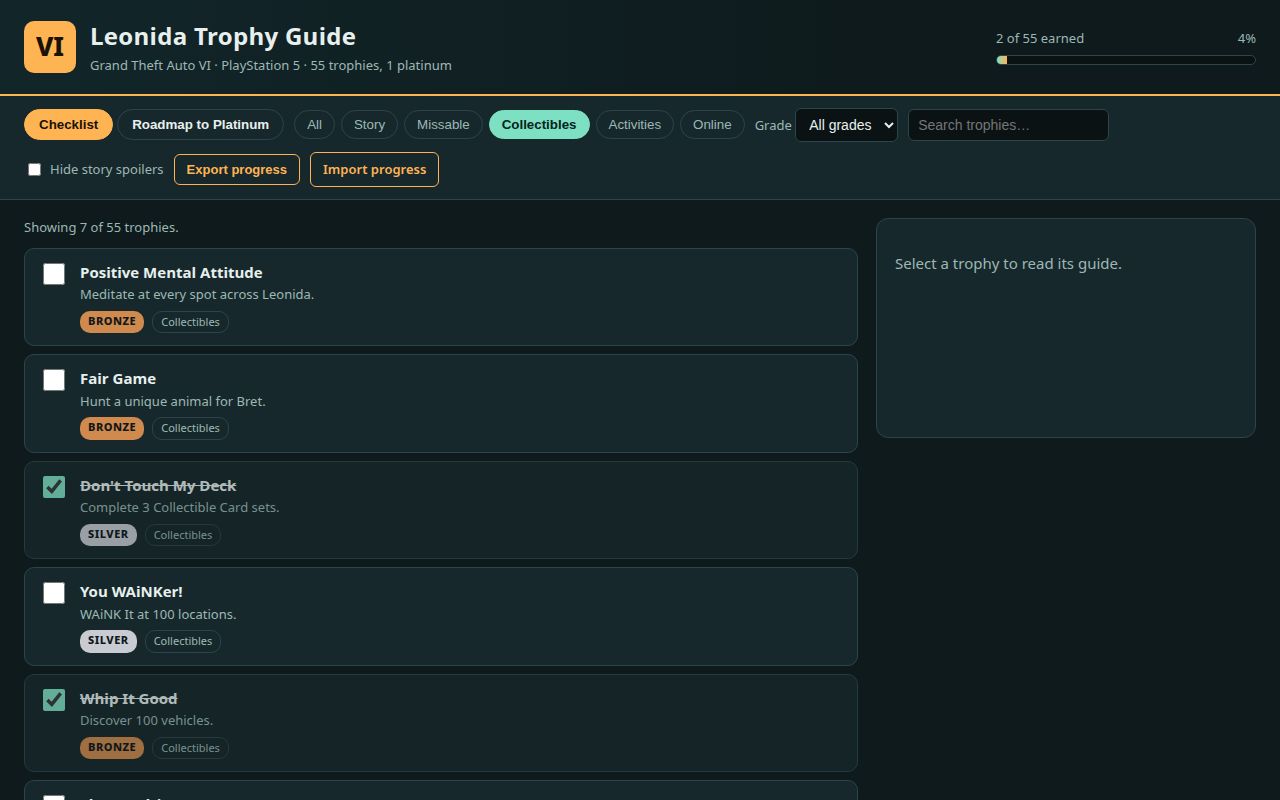 VI
Leonida Trophy Guide
Grand Theft Auto VI · PlayStation 5 · 55 trophies, 1 platinum
2 of 55 earned 4%
Checklist Roadmap to Platinum All Story Missable Collectibles Activities Online Grade All grades Search trophies…
Hide story spoilers Export progress Import progress
Showing 7 of 55 trophies.
Positive Mental Attitude
Meditate at every spot across Leonida.
BRONZE Collectibles
Fair Game
Hunt a unique animal for Bret.
BRONZE Collectibles
Don't Touch My Deck
Complete 3 Collectible Card sets.
SILVER Collectibles
You WAiNKer!
WAiNK It at 100 locations.
SILVER Collectibles
Whip It Good
Discover 100 vehicles.
BRONZE Collectibles
Select a trophy to read its guide.